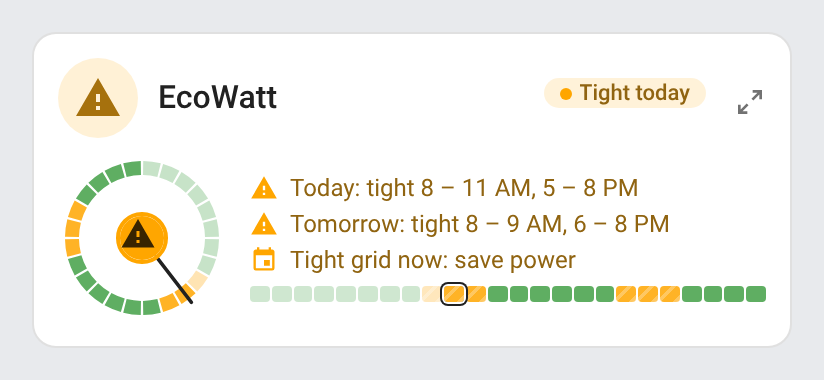 EcoWatt
Tight today
Today: tight 8 – 11 AM, 5 – 8 PM
Tomorrow: tight 8 – 9 AM, 6 – 8 PM
Tight grid now: save power